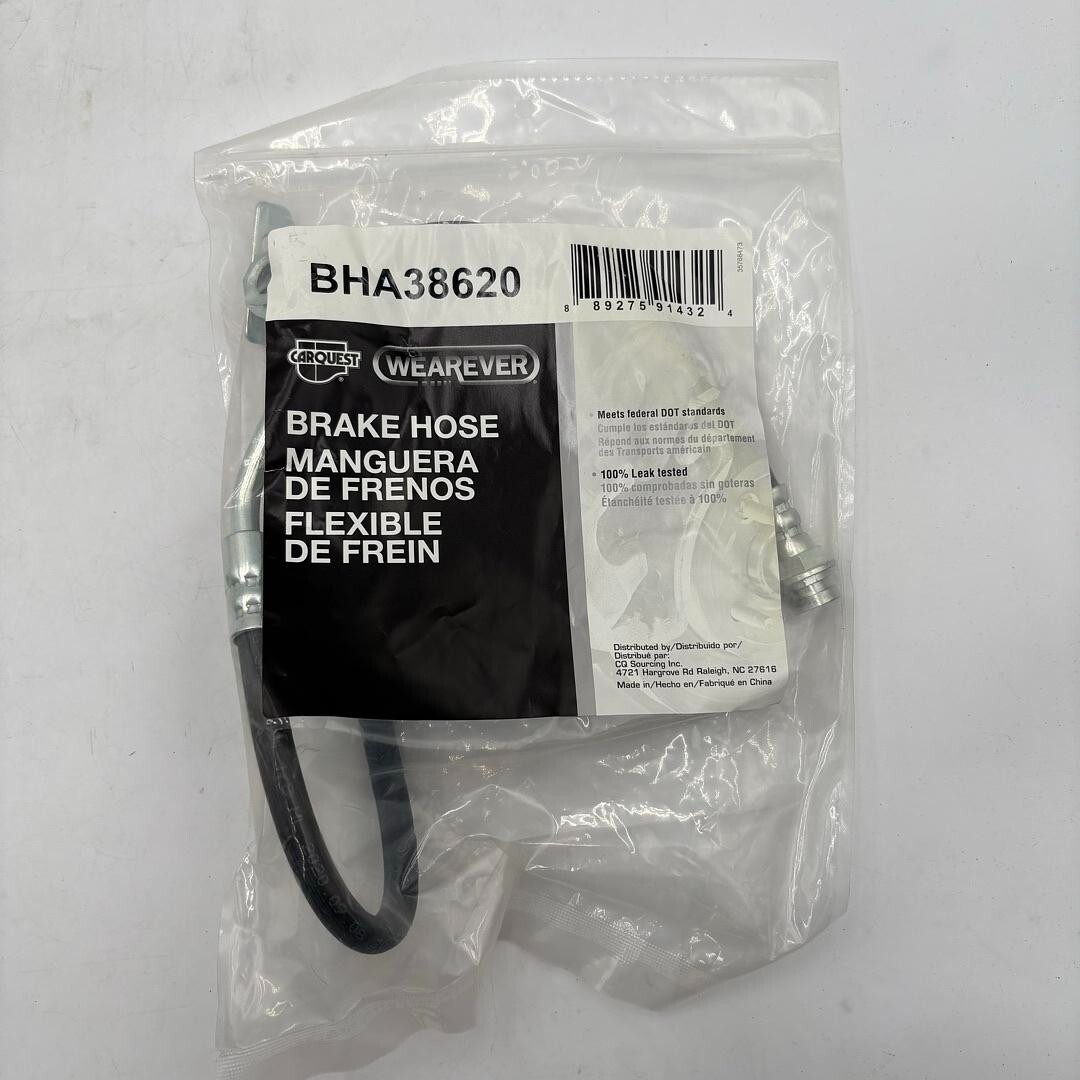 BHA38620
8 89275 91432 4
35788473
CARQUEST
WEAREVER
BRAKE HOSE
MANGUERA
DE FRENOS
FLEXIBLE
DE FREIN
• Meets federal DOT standards
Cumple los estándares del DOT
Répond aux normes du département
des Transports américain
• 100% Leak tested
100% comprobadas sin goteras
Élanchéité testée à 100%
Distributed by/Distribuido por/
Distribué par:
CQ Sourcing Inc.
4721 Hargrove Rd Raleigh, NC 27616
Made in/Hecho en/Fabriqué en China